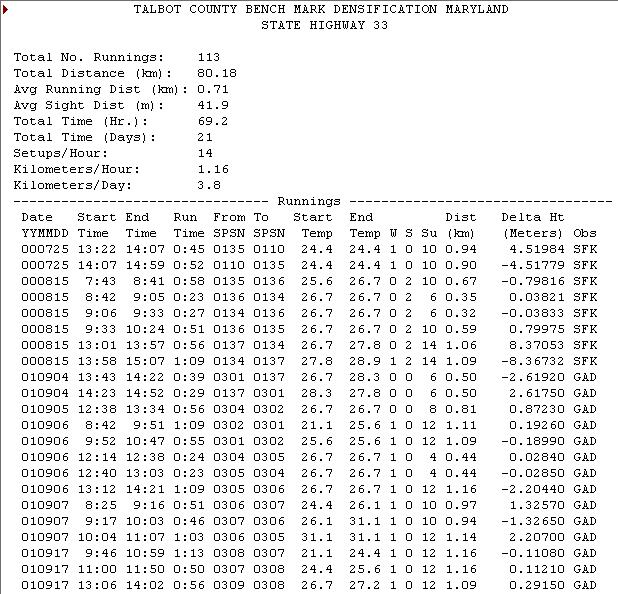 TALBOT COUNTY BENCH MARK DENSIFICATION MARYLAND
STATE HIGHWAY 33
Total No. Runnings: 113
Total Distance (km): 80.18
Avg Running Dist (km): 0.71
Avg Sight Dist (m): 41.9
Total Time (Hr.): 69.2
Total Time (Days): 21
Setups/Hour: 14
Kilometers/Hour: 1.16
Kilometers/Day: 3.8
-------------------------------- Runnings ---------------------------------
Date Start End Run From To Start End Dist Delta Ht
YYMMDD Time Time Time SPSN SPSN Temp Temp W S Su (km) (Meters) Obs
000725 13:22 14:07 0:45 0135 0110 24.4 24.4 1 0 10 0.94 4.51984 SFK
000725 14:07 14:59 0:52 0110 0135 24.4 24.4 1 0 10 0.90 -4.51779 SFK
000815 7:43 8:41 0:58 0135 0136 25.6 26.7 0 2 10 0.67 -0.79816 SFK
000815 8:42 9:05 0:23 0136 0134 26.7 26.7 0 2 6 0.35 0.03821 SFK
000815 9:06 9:33 0:27 0134 0136 26.7 26.7 0 2 6 0.32 -0.03833 SFK
000815 9:33 10:24 0:51 0136 0135 26.7 26.7 0 2 10 0.59 0.79975 SFK
000815 13:01 13:57 0:56 0137 0134 26.7 27.8 0 2 14 1.06 8.37053 SFK
000815 13:58 15:07 1:09 0134 0137 27.8 28.9 1 2 14 1.09 -8.36732 SFK
010904 13:43 14:22 0:39 0301 0137 26.7 28.3 0 0 6 0.50 -2.61920 GAD
010904 14:23 14:52 0:29 0137 0301 28.3 27.8 0 0 6 0.50 2.61750 GAD
010905 12:38 13:34 0:56 0304 0302 26.7 26.7 0 0 8 0.81 0.87230 GAD
010906 8:42 9:51 1:09 0302 0301 21.1 25.6 1 0 12 1.11 0.19260 GAD
010906 9:52 10:47 0:55 0301 0302 25.6 25.6 1 0 12 1.09 -0.18990 GAD
010906 12:14 12:38 0:24 0304 0305 26.7 26.7 1 0 4 0.44 0.02840 GAD
010906 12:40 13:03 0:23 0305 0304 26.7 26.7 1 0 4 0.44 -0.02850 GAD
010906 13:12 14:21 1:09 0305 0306 26.7 26.7 1 0 12 1.16 -2.20440 GAD
010907 8:25 9:16 0:51 0306 0307 24.4 26.1 1 0 10 0.97 1.32570 GAD
010907 9:17 10:03 0:46 0307 0306 26.1 31.1 1 0 10 0.94 -1.32650 GAD
010907 10:04 11:07 1:03 0306 0305 31.1 31.1 1 0 12 1.14 2.20700 GAD
010917 9:46 10:59 1:13 0308 0307 21.1 24.4 1 0 12 1.16 -0.11080 GAD
010917 11:00 11:50 0:50 0307 0308 24.4 25.6 1 0 12 1.16 0.11210 GAD
010917 13:06 14:02 0:56 0309 0308 26.7 27.2 1 0 12 1.09 0.29150 GAD